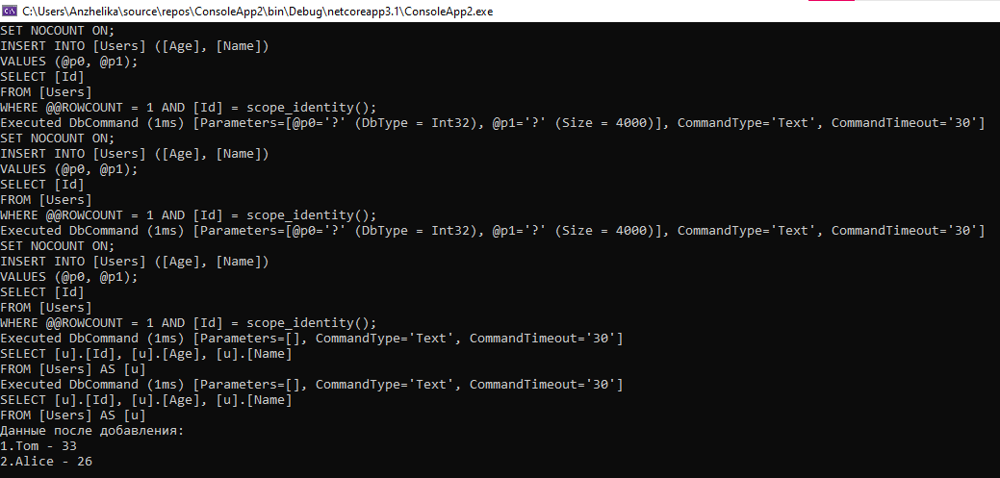 C:\Users\Anzhelika\source\repos\ConsoleApp2\bin\Debug\netcoreapp3.1\ConsoleApp2.exe
SET NOCOUNT ON;
INSERT INTO [Users] ([Age], [Name])
VALUES (@p0, @p1);
SELECT [Id]
FROM [Users]
WHERE @@ROWCOUNT = 1 AND [Id] = scope_identity();
Executed DbCommand (1ms) [Parameters=[@p0='?' (DbType = Int32), @p1='?' (Size = 4000)], CommandType='Text', CommandTimeout='30']
SET NOCOUNT ON;
INSERT INTO [Users] ([Age], [Name])
VALUES (@p0, @p1);
SELECT [Id]
FROM [Users]
WHERE @@ROWCOUNT = 1 AND [Id] = scope_identity();
Executed DbCommand (1ms) [Parameters=[@p0='?' (DbType = Int32), @p1='?' (Size = 4000)], CommandType='Text', CommandTimeout='30']
SET NOCOUNT ON;
INSERT INTO [Users] ([Age], [Name])
VALUES (@p0, @p1);
SELECT [Id]
FROM [Users]
WHERE @@ROWCOUNT = 1 AND [Id] = scope_identity();
Executed DbCommand (1ms) [Parameters=[], CommandType='Text', CommandTimeout='30']
SELECT [u].[Id], [u].[Age], [u].[Name]
FROM [Users] AS [u]
Executed DbCommand (1ms) [Parameters=[], CommandType='Text', CommandTimeout='30']
SELECT [u].[Id], [u].[Age], [u].[Name]
FROM [Users] AS [u]
Данные после добавления:
1.Tom - 33
2.Alice - 26